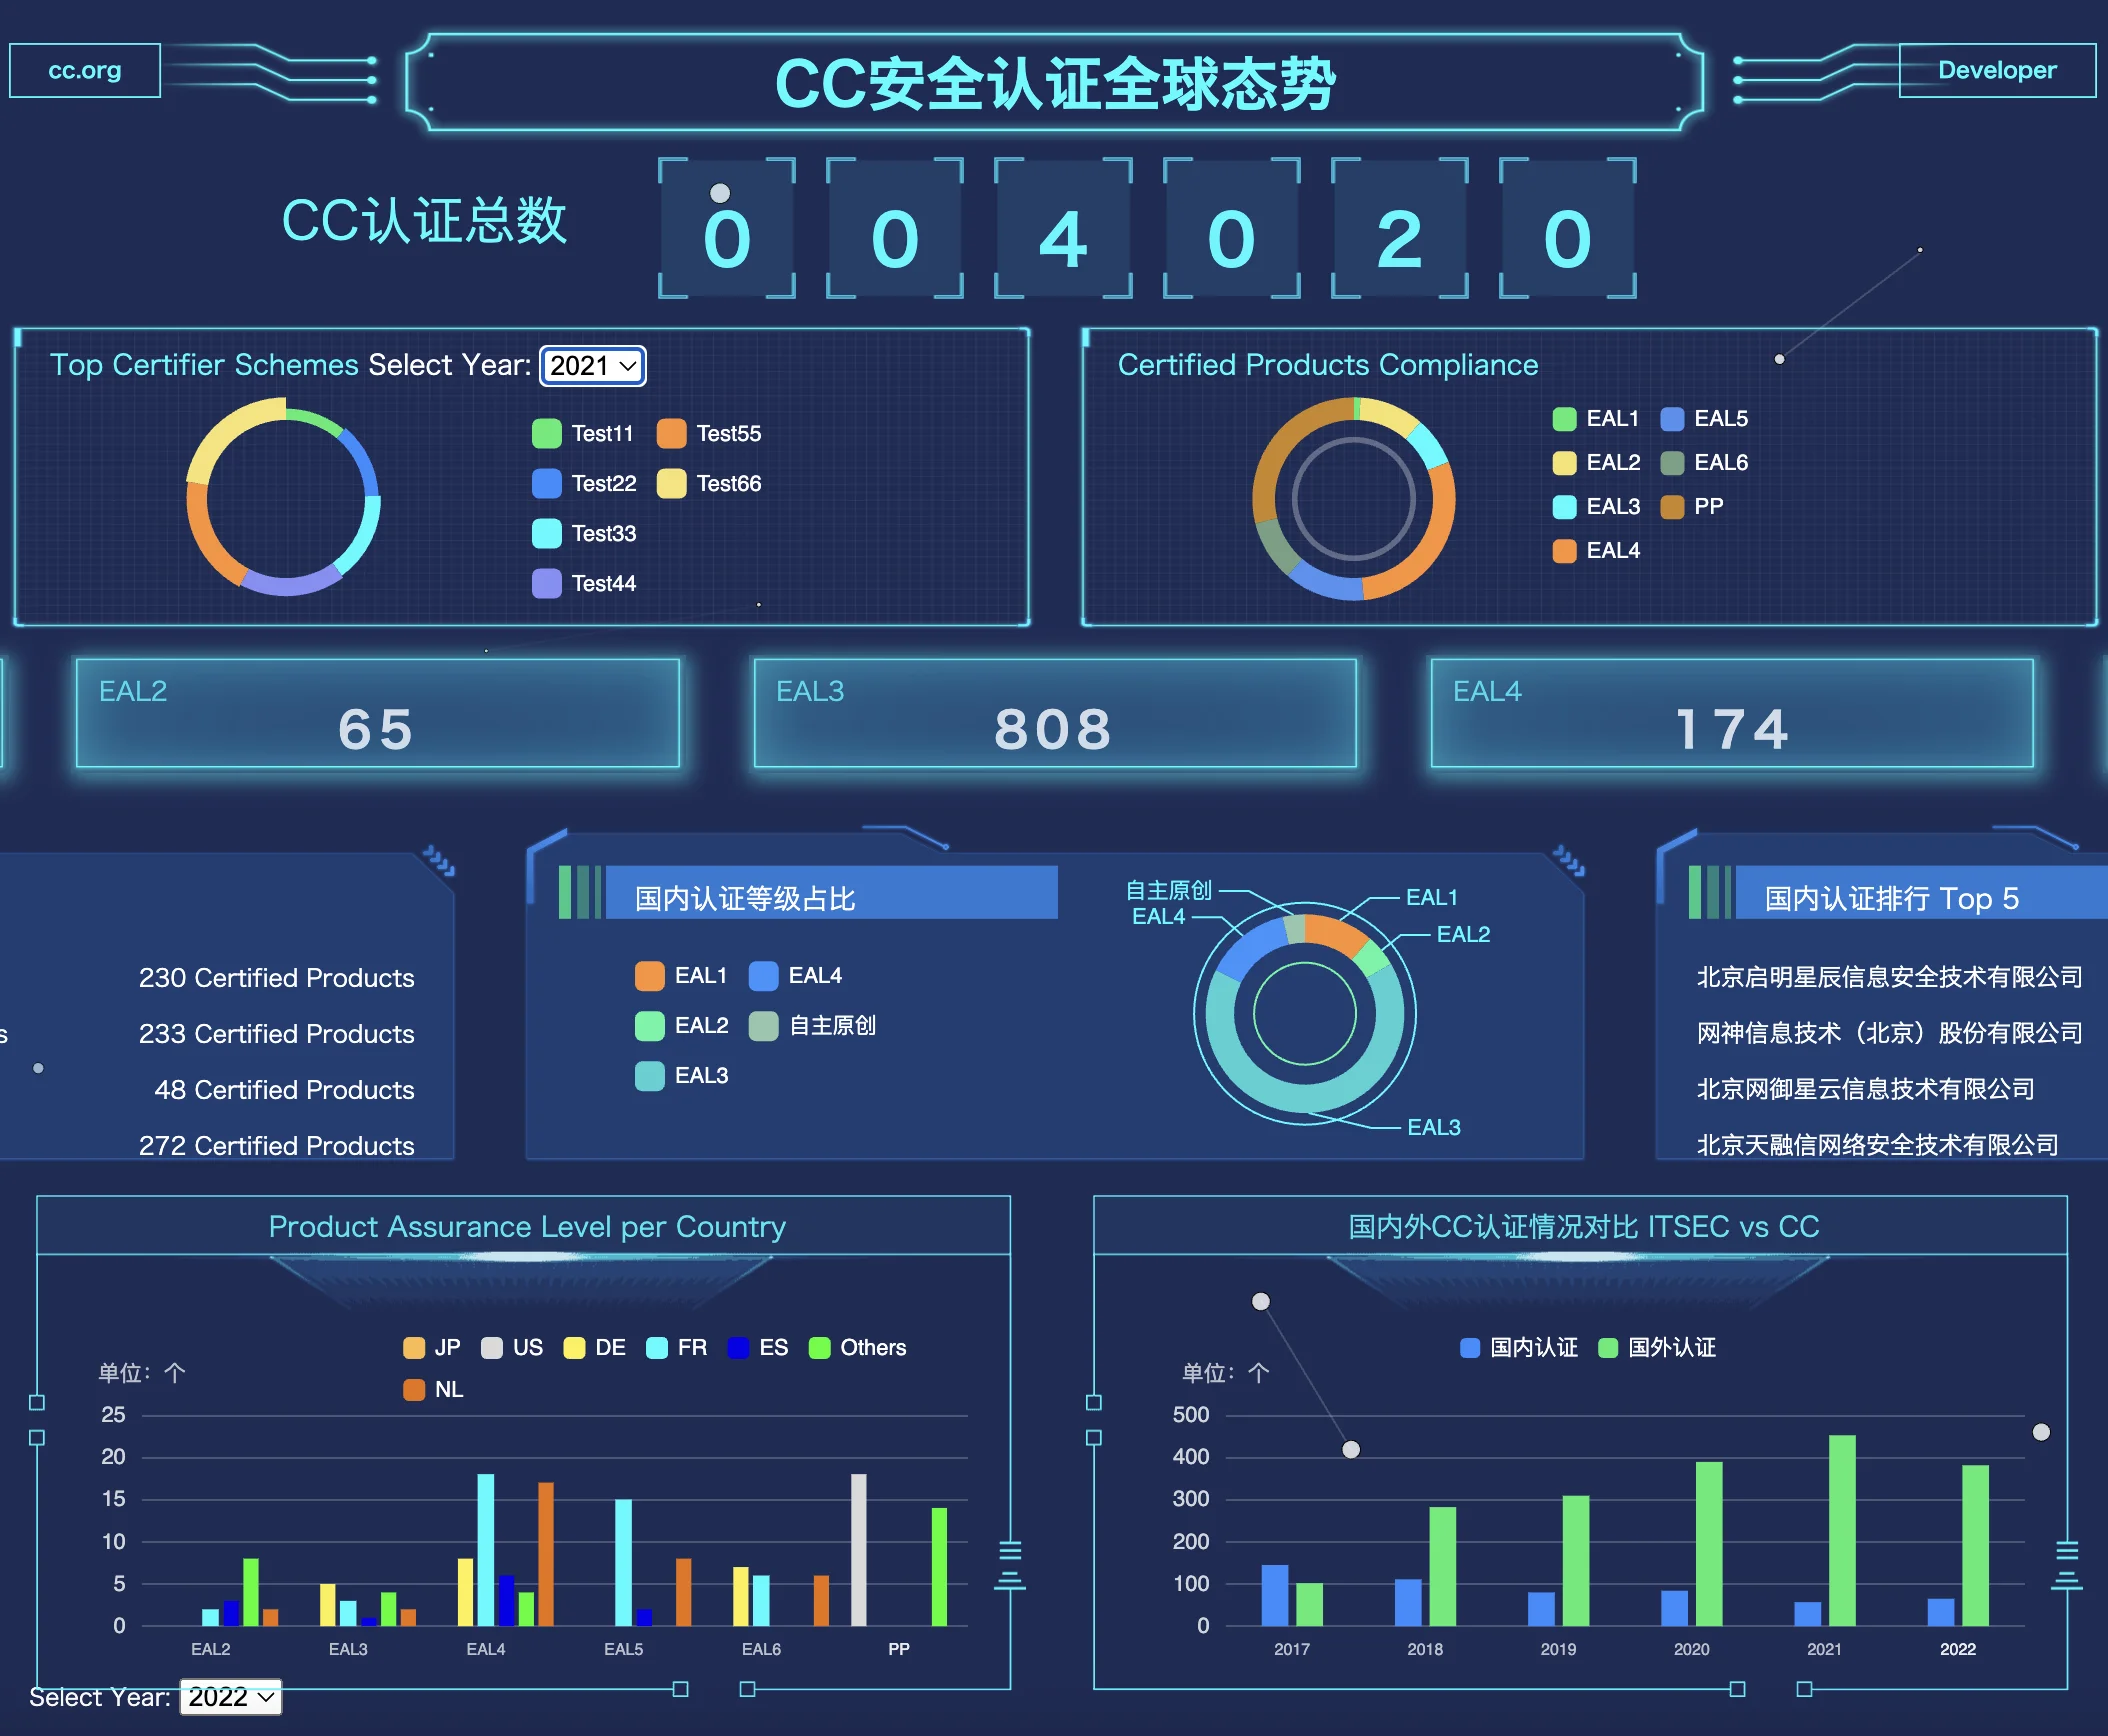 cc.org
CC安全认证全球态势
Developer
CC认证总数
0 0 4 0 2 0
Top Certifier Schemes Select Year: 2021
Test11 Test55
Test22 Test66
Test33
Test44
Certified Products Compliance
EAL1 EAL5
EAL2 EAL6
EAL3 PP
EAL4
EAL2
65
EAL3
808
EAL4
174
230 Certified Products
s 233 Certified Products
48 Certified Products
272 Certified Products
国内认证等级占比
EAL1 EAL4
EAL2 自主原创
EAL3
自主原创
EAL4
EAL1
EAL2
EAL3
国内认证排行 Top 5
北京启明星辰信息安全技术有限公司
网神信息技术（北京）股份有限公司
北京网御星云信息技术有限公司
北京天融信网络安全技术有限公司
Product Assurance Level per Country
JP US DE FR ES Others
NL
单位：个
25
20
15
10
5
0
EAL2 EAL3 EAL4 EAL5 EAL6 PP
Select Year: 2022
国内外CC认证情况对比 ITSEC vs CC
国内认证 国外认证
单位：个
500
400
300
200
100
0
2017 2018 2019 2020 2021 2022